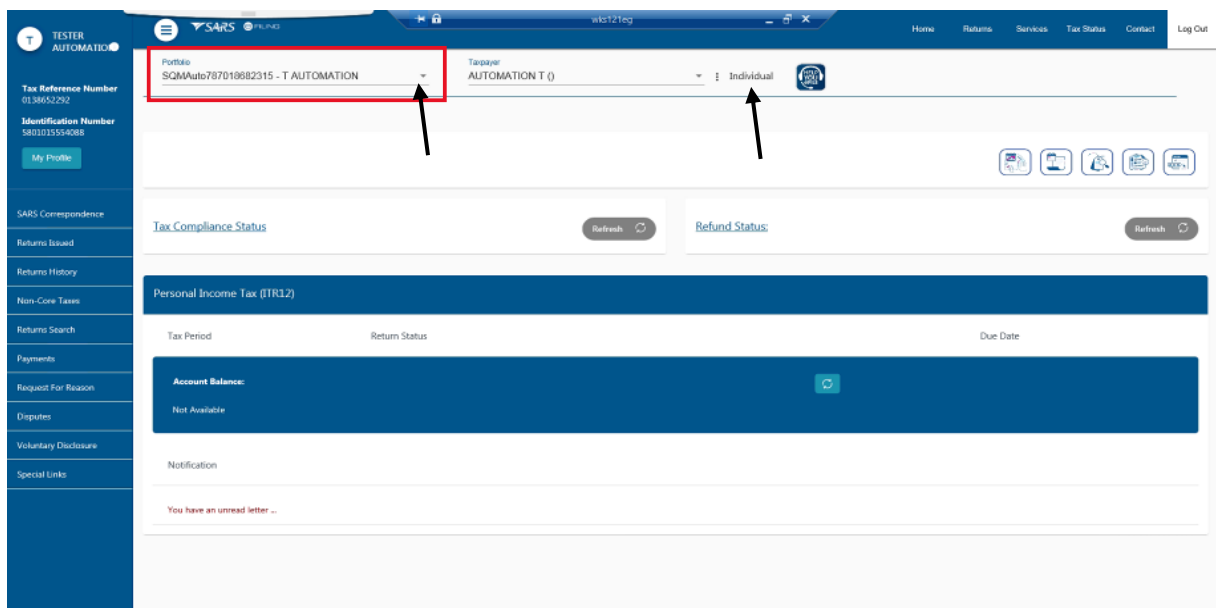 T
TESTER
AUTOMATION
SARS eFILING
wks121eg
Home Returns Services Tax Status Contact Log Out
Portfolio
SQMAuto787018682315 - T AUTOMATION
Taxpayer
AUTOMATION T ()
Individual
HELP YOU
Tax Reference Number
0138652292
Identification Number
5801015554088
My Profile
SARS Correspondence
Returns Issued
Returns History
Non-Core Taxes
Returns Search
Payments
Request For Reason
Disputes
Voluntary Disclosure
Special Links
Tax Compliance Status
Refresh
Refund Status:
Refresh
Personal Income Tax (ITR12)
Tax Period Return Status Due Date
Account Balance:
Not Available
Notification
You have an unread letter ...